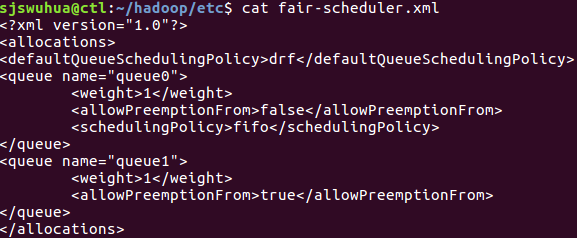 sjswuhua@ctl:~/hadoop/etc$ cat fair-scheduler.xml
<?xml version="1.0"?>
<allocations>
<defaultQueueSchedulingPolicy>drf</defaultQueueSchedulingPolicy>
<queue name="queue0">
        <weight>1</weight>
        <allowPreemptionFrom>false</allowPreemptionFrom>
        <schedulingPolicy>fifo</schedulingPolicy>
</queue>
<queue name="queue1">
        <weight>1</weight>
        <allowPreemptionFrom>true</allowPreemptionFrom>
</queue>
</allocations>